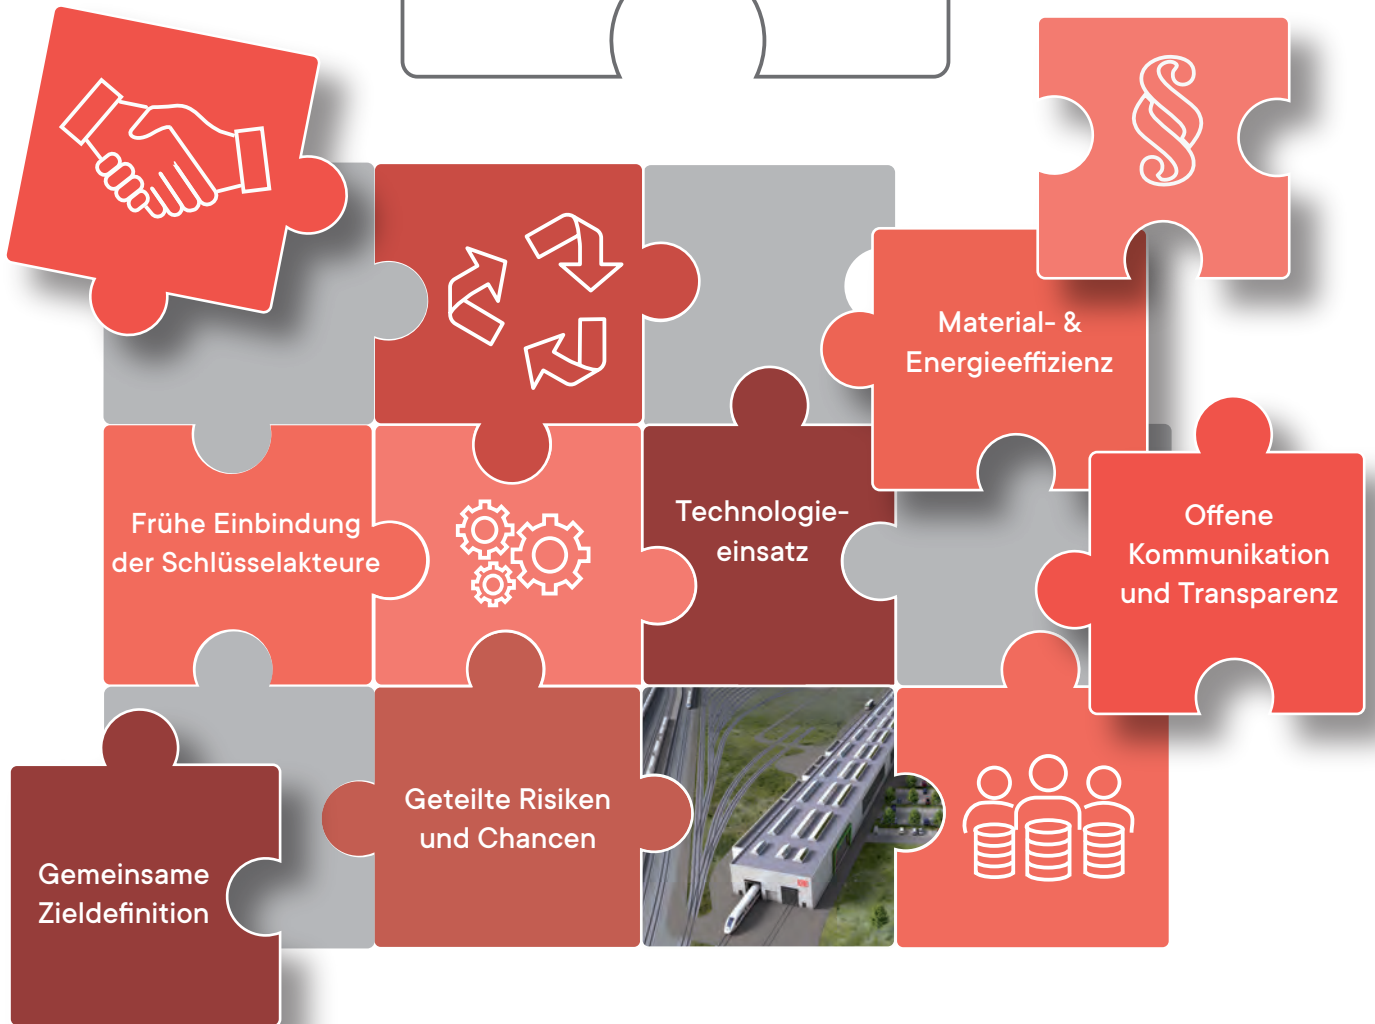 Material- &
Energieeffizienz
Frühe Einbindung
der Schlüsselakteure
Technologie-
einsatz
Offene
Kommunikation
und Transparenz
Geteilte Risiken
und Chancen
Gemeinsame
Zieldefinition